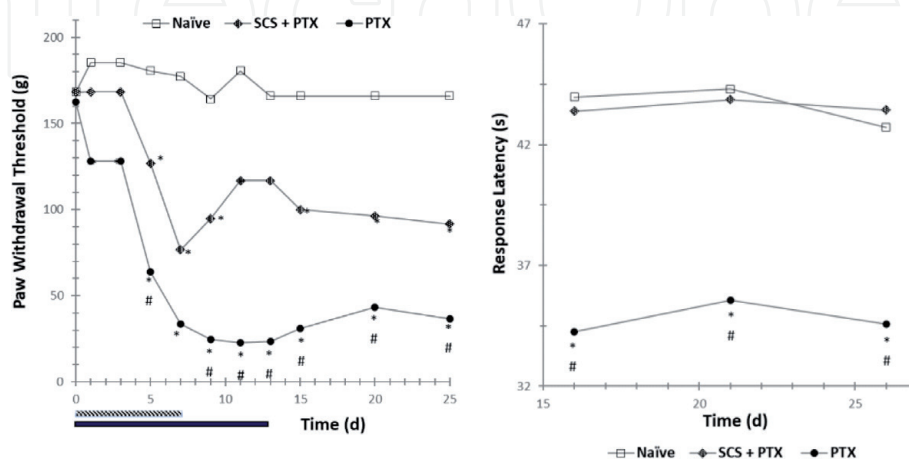 Naïve SCS + PTX PTX
Paw Withdrawal Threshold (g)
200
150
100
50
0
* * * * * *
* * * * * * * *
# # # # # # #
0 5 10 15 20 25
Time (d)
Response Latency (s)
47
42
37
32
* * *
# # #
15 20 25
Time (d)
Naïve SCS + PTX PTX